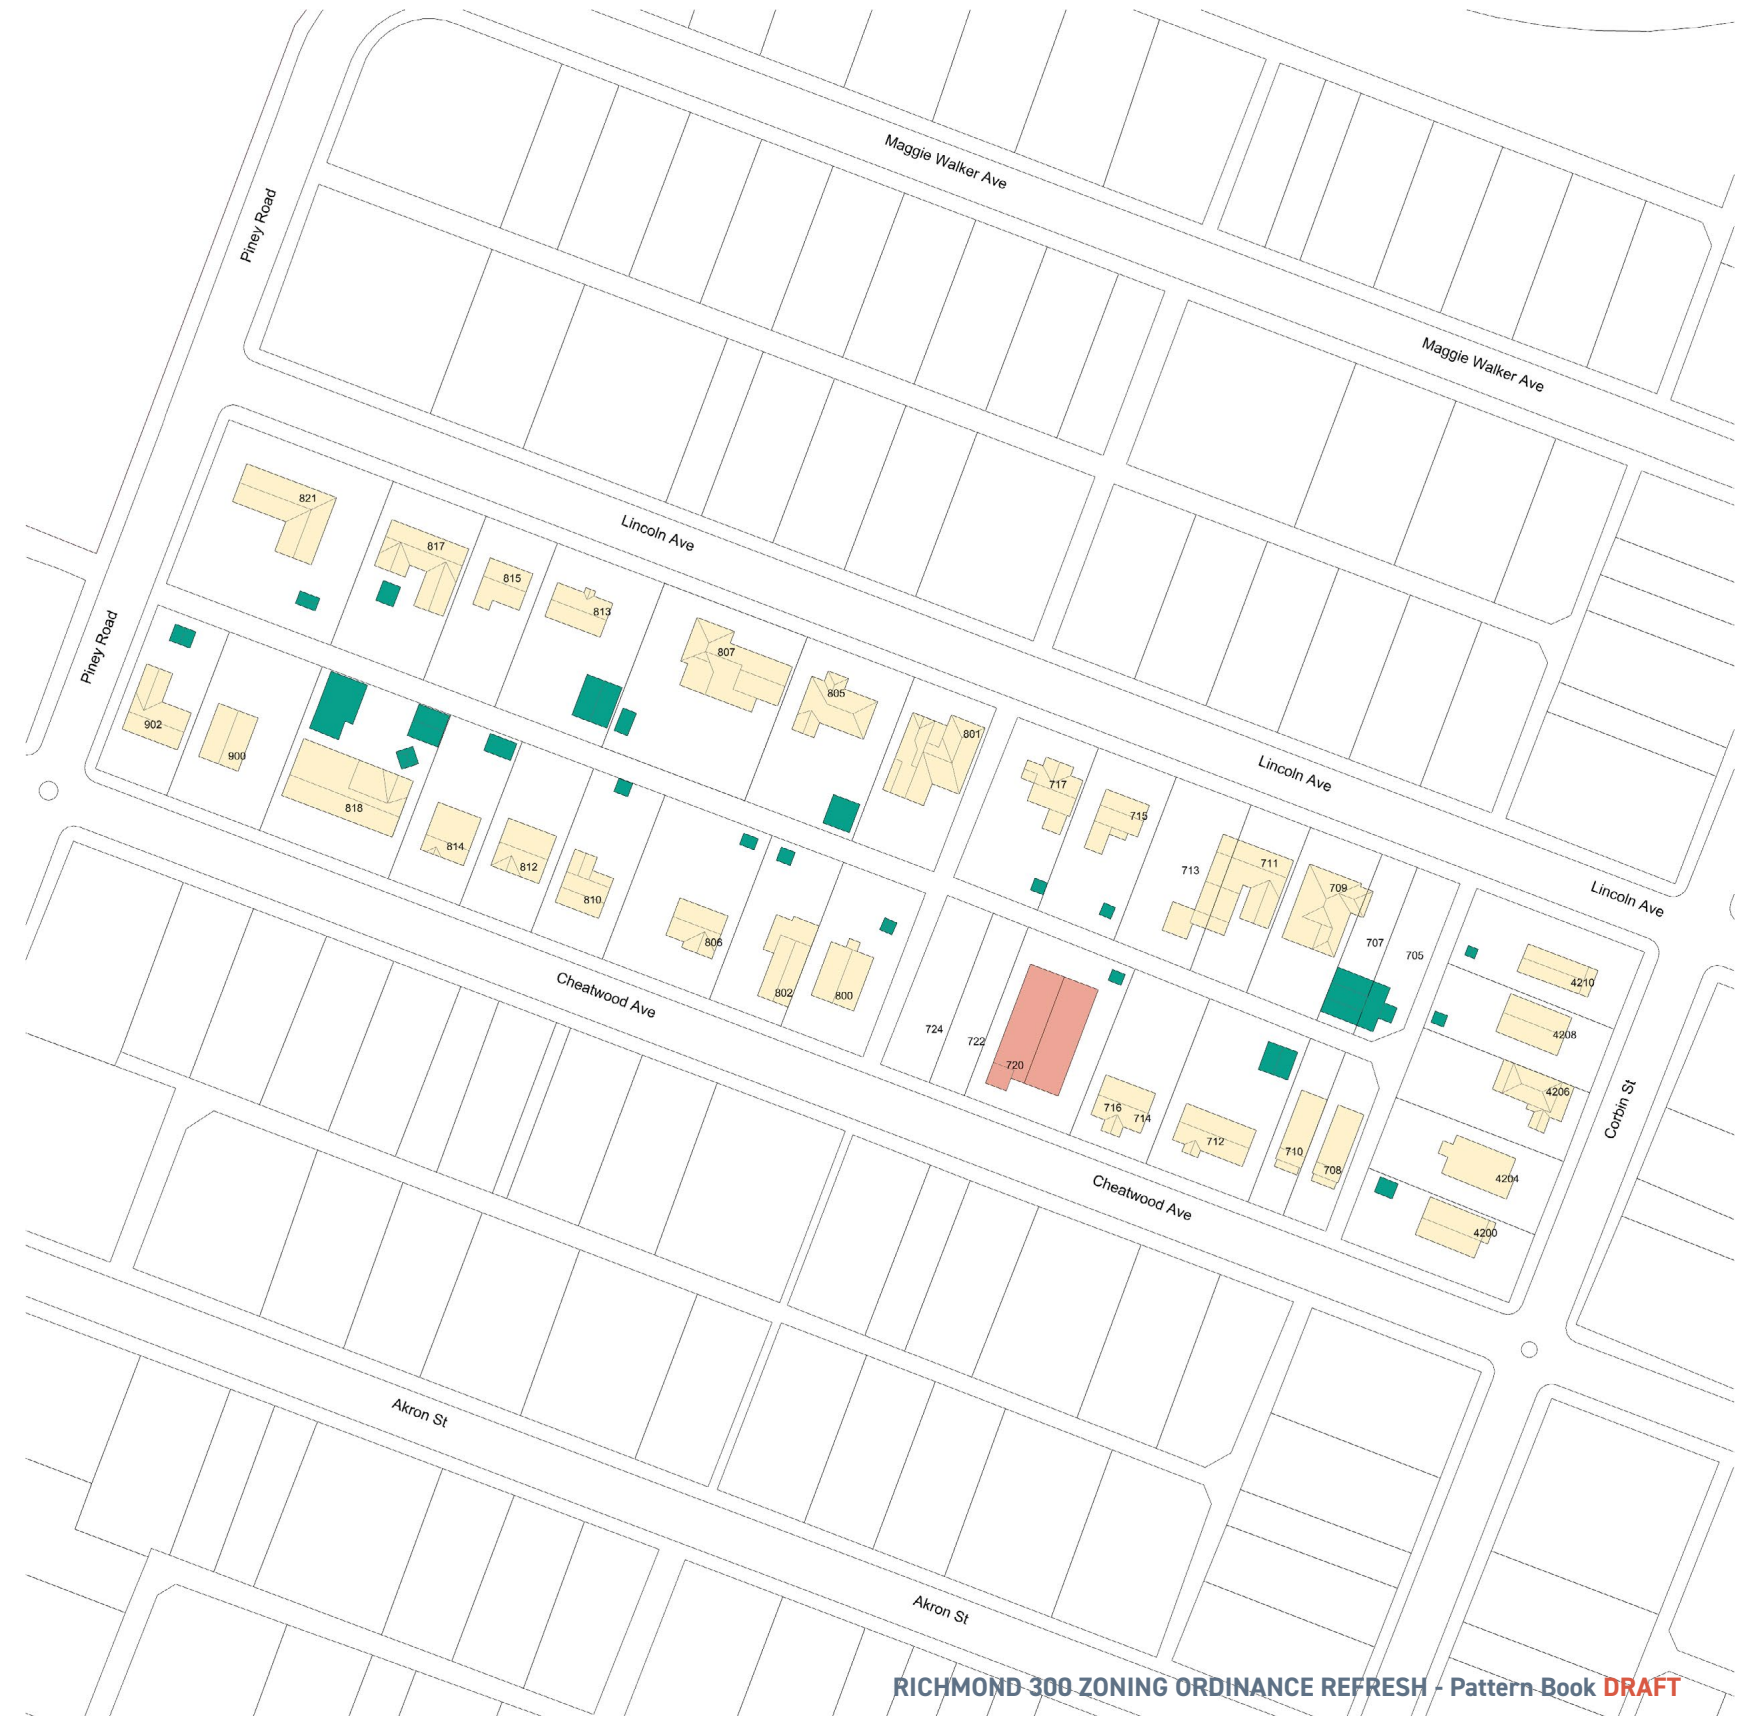 Maggie Walker Ave
Piney Road
Maggie Walker Ave
821
Lincoln Ave
817
815
813
Piney Road
807
805
801
902
900
Lincoln Ave
717
818
715
814
812
713
711
810
709
Lincoln Ave
806
707
705
802
800
4210
Cheatwood Ave
724
722
4208
720
4206
Corbin St
716
714
712
710
708
4204
Cheatwood Ave
4200
Akron St
Akron St
RICHMOND 300 ZONING ORDINANCE REFRESH - Pattern Book DRAFT